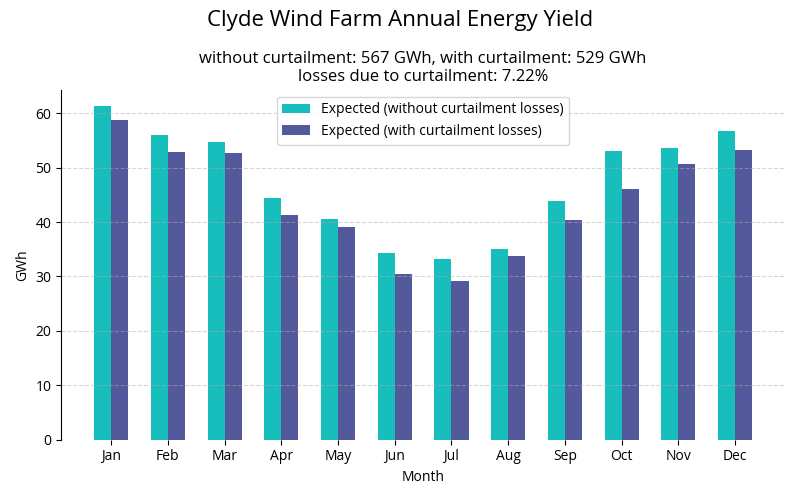 Clyde Wind Farm Annual Energy Yield
without curtailment: 567 GWh, with curtailment: 529 GWh
losses due to curtailment: 7.22%
Expected (without curtailment losses)
Expected (with curtailment losses)
GWh
60
50
40
30
20
10
0
Jan Feb Mar Apr May Jun Jul Aug Sep Oct Nov Dec
Month